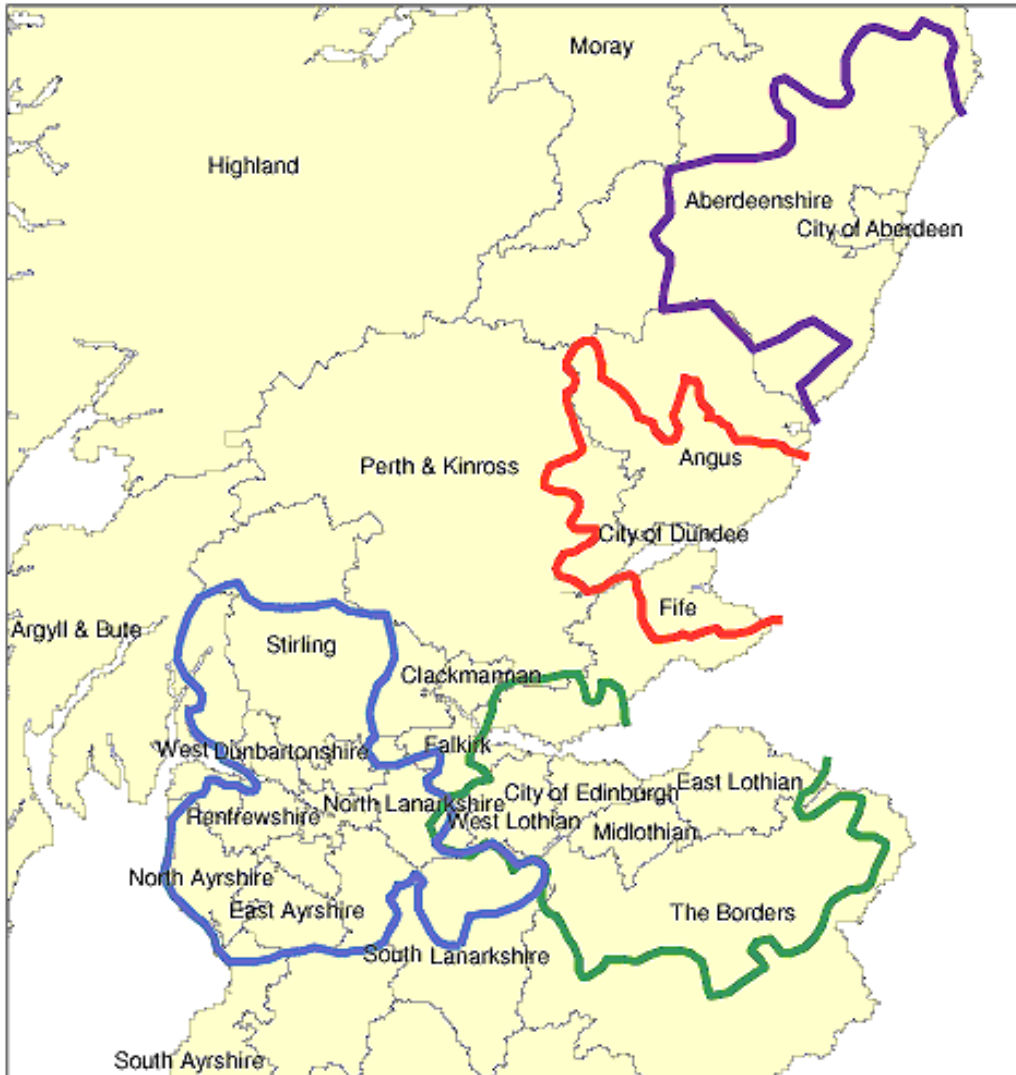 Moray
Highland
Aberdeenshire
City of Aberdeen
Perth & Kinross
Angus
City of Dundee
Fife
Argyll & Bute
Stirling
Clackmannan
Falkirk
West Dunbartonshire
East Lothian
City of Edinburgh
North Lanarkshire
Renfrewshire
West Lothian
Midlothian
North Ayrshire
East Ayrshire
The Borders
South Lanarkshire
South Ayrshire